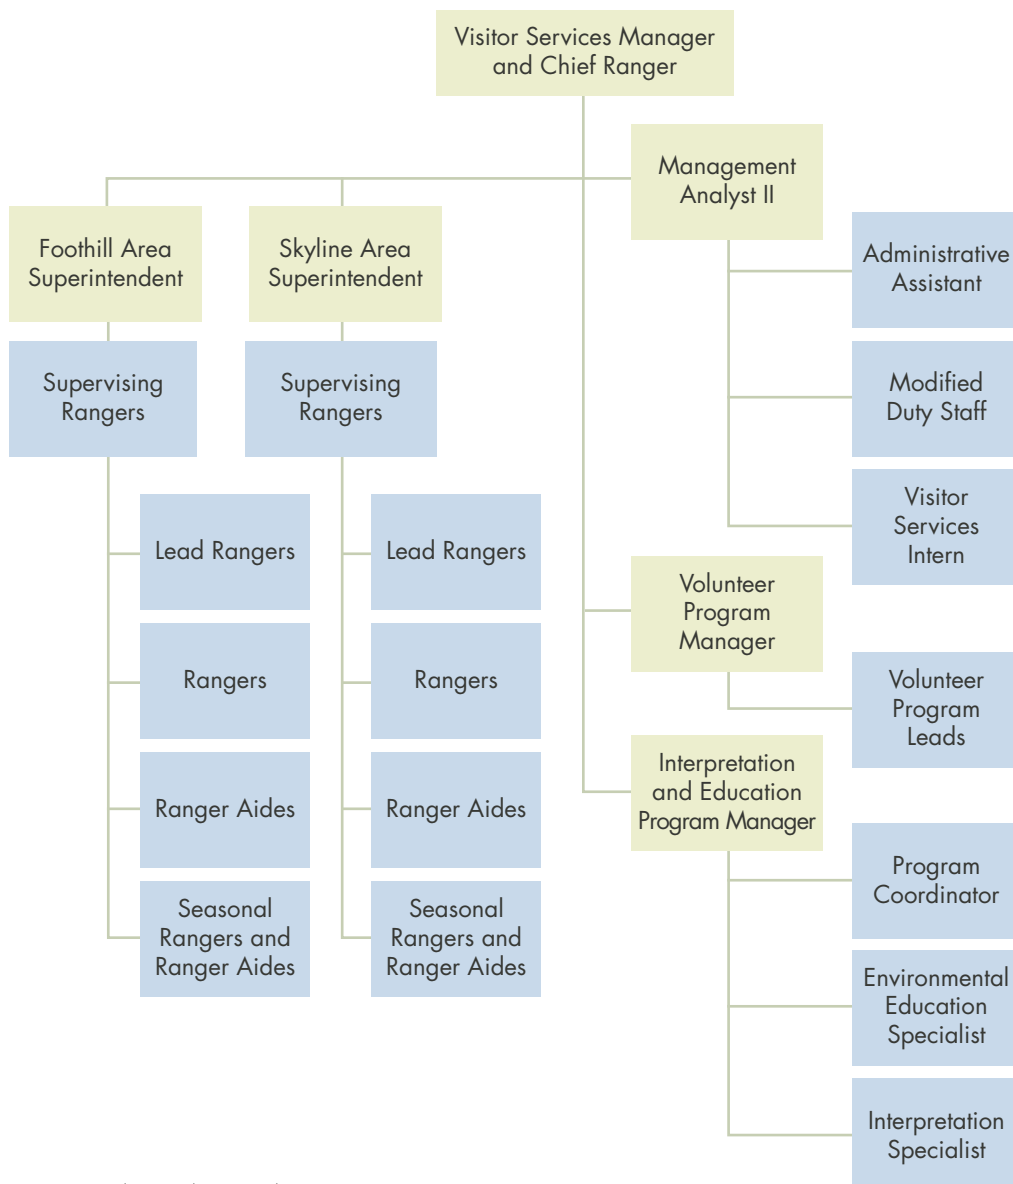 Visitor Services Manager
and Chief Ranger
Management
Analyst II
Foothill Area
Superintendent
Skyline Area
Superintendent
Administrative
Assistant
Supervising
Rangers
Supervising
Rangers
Modified
Duty Staff
Visitor
Services
Intern
Lead Rangers
Lead Rangers
Volunteer
Program
Manager
Rangers
Rangers
Volunteer
Program
Leads
Interpretation
and Education
Program Manager
Ranger Aides
Ranger Aides
Program
Coordinator
Seasonal
Rangers and
Ranger Aides
Seasonal
Rangers and
Ranger Aides
Environmental
Education
Specialist
Interpretation
Specialist